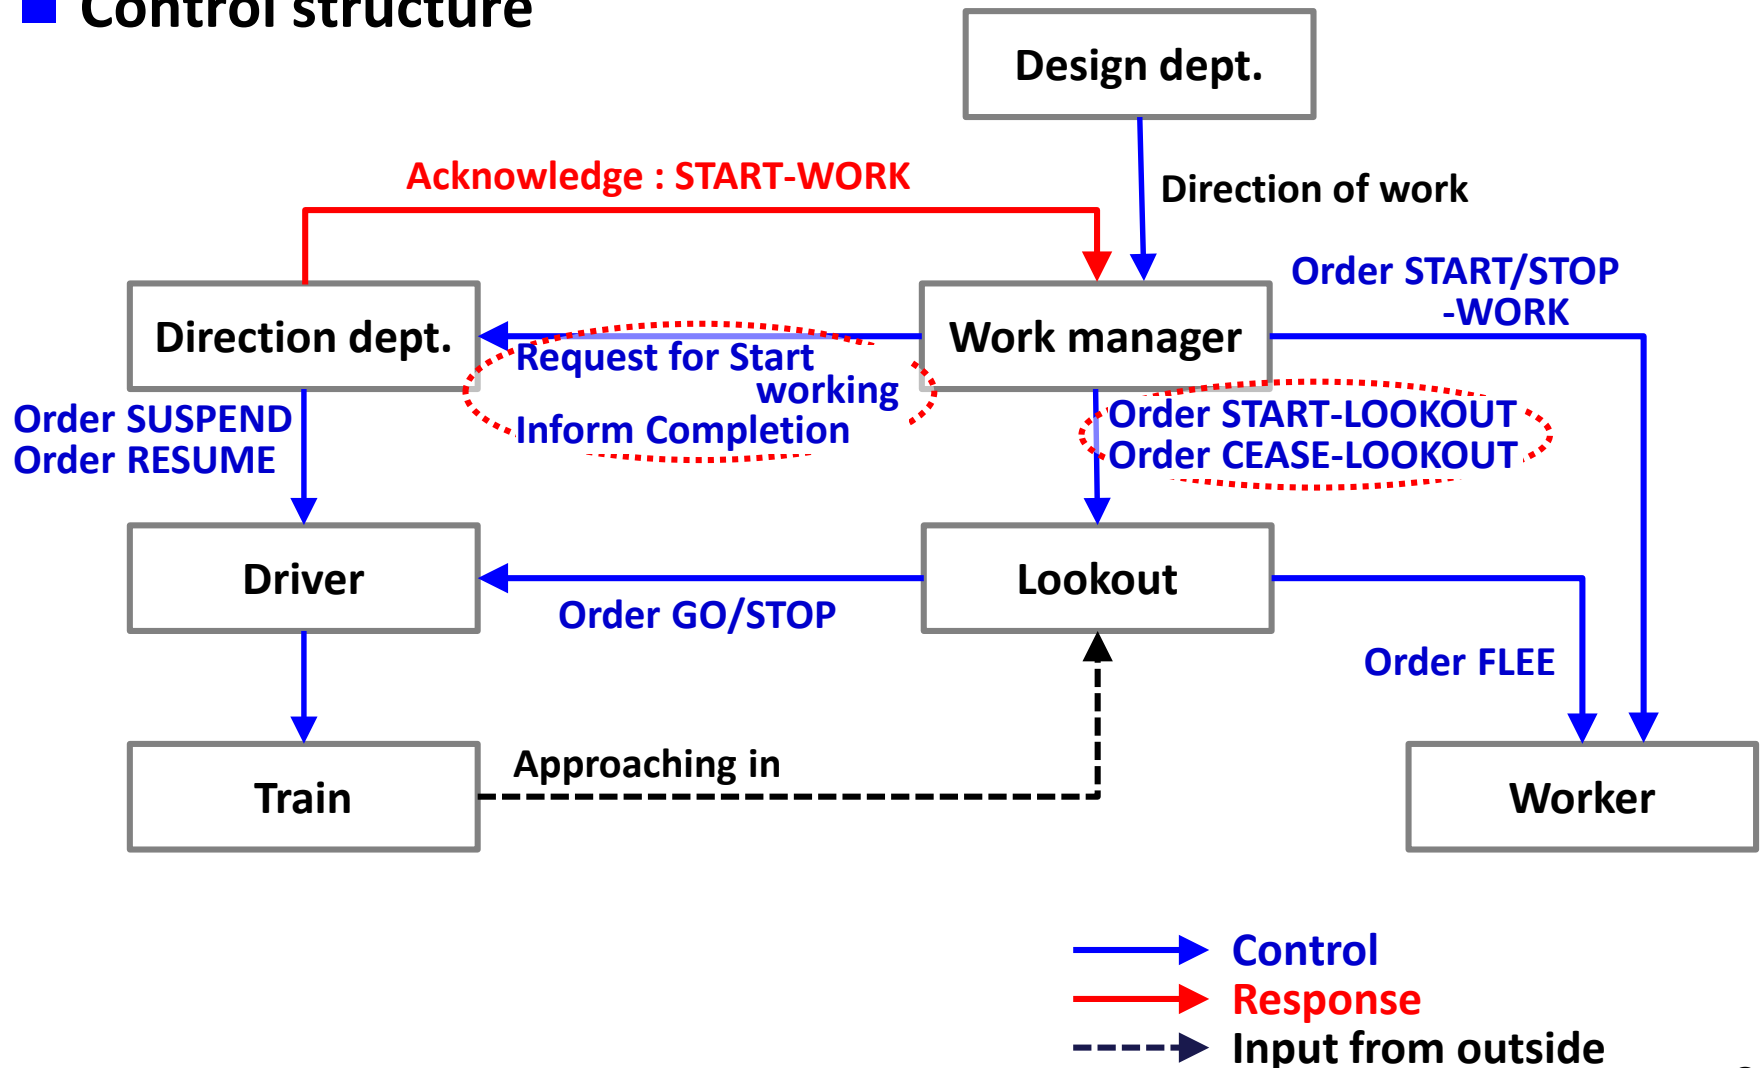 Control structure
Design dept.
Acknowledge : START-WORK
Direction of work
Order START/STOP
-WORK
Direction dept.
Work manager
Request for Start
working
Inform Completion
Order SUSPEND
Order RESUME
Order START-LOOKOUT
Order CEASE-LOOKOUT
Driver
Lookout
Order GO/STOP
Order FLEE
Approaching in
Train
Worker
Control
Response
Input from outside